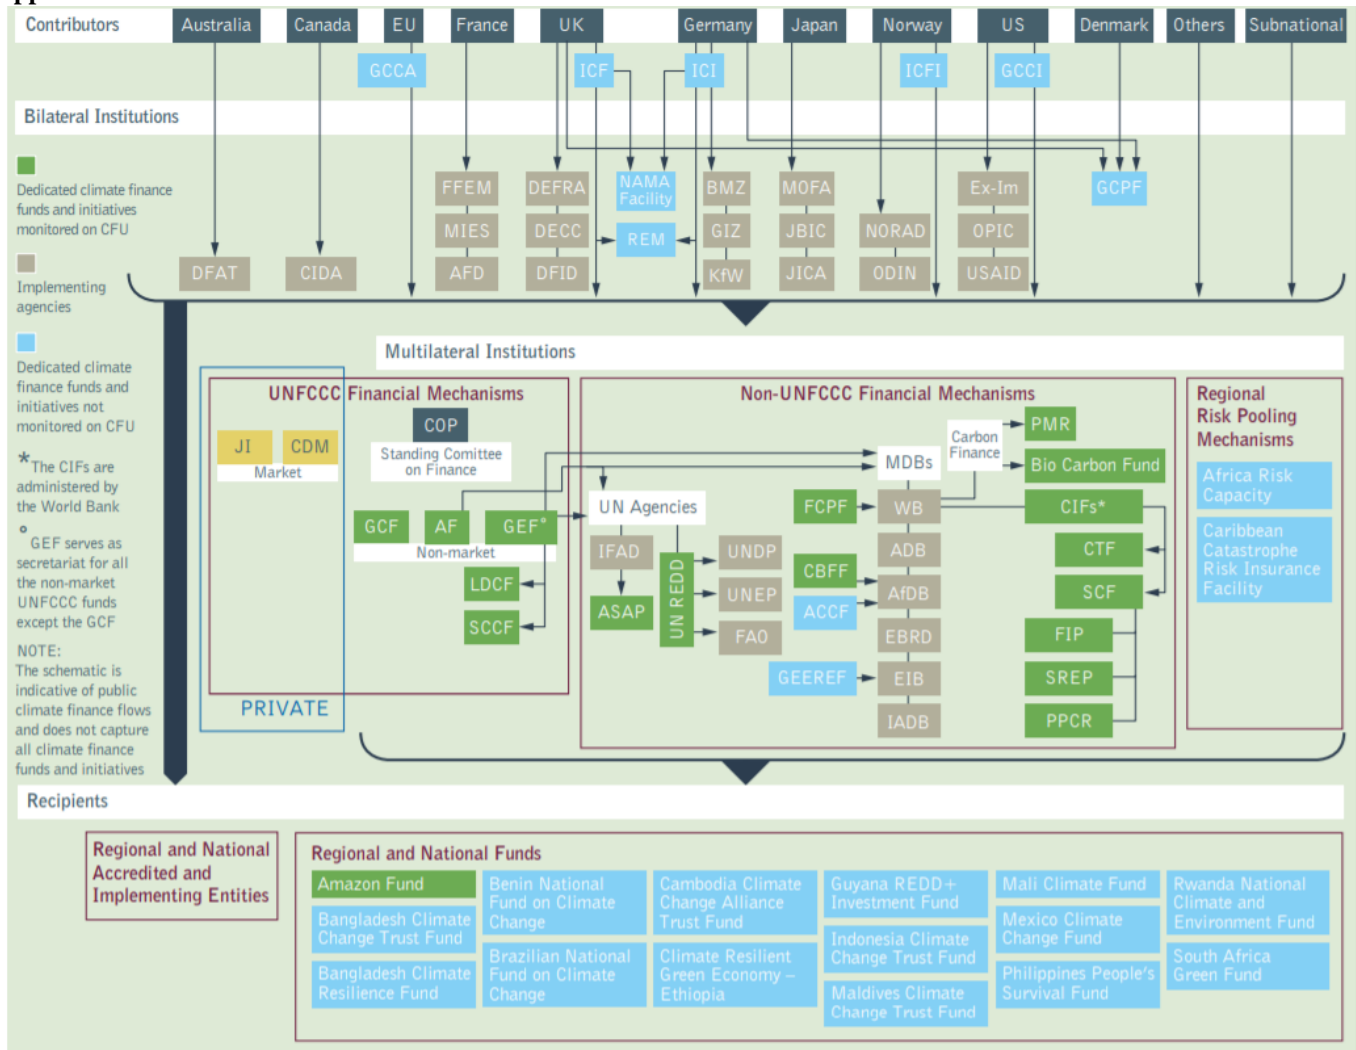 Contributors
Australia
Canada
EU
France
UK
Germany
Japan
Norway
US
Denmark
Others
Subnational
GCCA
ICF
ICI
ICFI
GCCI
Bilateral Institutions
Dedicated climate finance
funds and initiatives
monitored on CFU
Implementing
agencies
Dedicated climate
finance funds and
initiatives not
monitored on CFU
*The CIFs are
administered by
the World Bank
° GEF serves as
secretariat for all
the non-market
UNFCCC funds
except the GCF
NOTE:
The schematic is
indicative of public
climate finance flows
and does not capture
all climate finance
funds and initiatives
DFAT
CIDA
FFEM
MIES
AFD
DEFRA
DECC
DFID
NAMA
Facility
REM
BMZ
GIZ
KfW
MOFA
JBIC
JICA
NORAD
ODIN
Ex-Im
OPIC
USAID
GCPF
Multilateral Institutions
UNFCCC Financial Mechanisms
COP
Standing Comittee
on Finance
JI
CDM
Market
GCF
AF
GEF°
Non-market
LDCF
SCCF
PRIVATE
Non-UNFCCC Financial Mechanisms
UN Agencies
IFAD
ASAP
UN REDD
UNDP
UNEP
FAO
MDBs
WB
ADB
AfDB
EBRD
EIB
IADB
FCPF
CBFF
ACCF
GEEREF
Carbon
Finance
PMR
Bio Carbon Fund
CIFs*
CTF
SCF
FIP
SREP
PPCR
Regional
Risk Pooling
Mechanisms
Africa Risk
Capacity
Caribbean
Catastrophe
Risk Insurance
Facility
Recipients
Regional and National
Accredited and
Implementing Entities
Regional and National Funds
Amazon Fund
Bangladesh Climate
Change Trust Fund
Bangladesh Climate
Resilience Fund
Benin National
Fund on Climate
Change
Brazilian National
Fund on Climate
Change
Cambodia Climate
Change Alliance
Trust Fund
Climate Resilient
Green Economy –
Ethiopia
Guyana REDD+
Investment Fund
Indonesia Climate
Change Trust Fund
Maldives Climate
Change Trust Fund
Mali Climate Fund
Mexico Climate
Change Fund
Philippines People's
Survival Fund
Rwanda National
Climate and
Environment Fund
South Africa
Green Fund